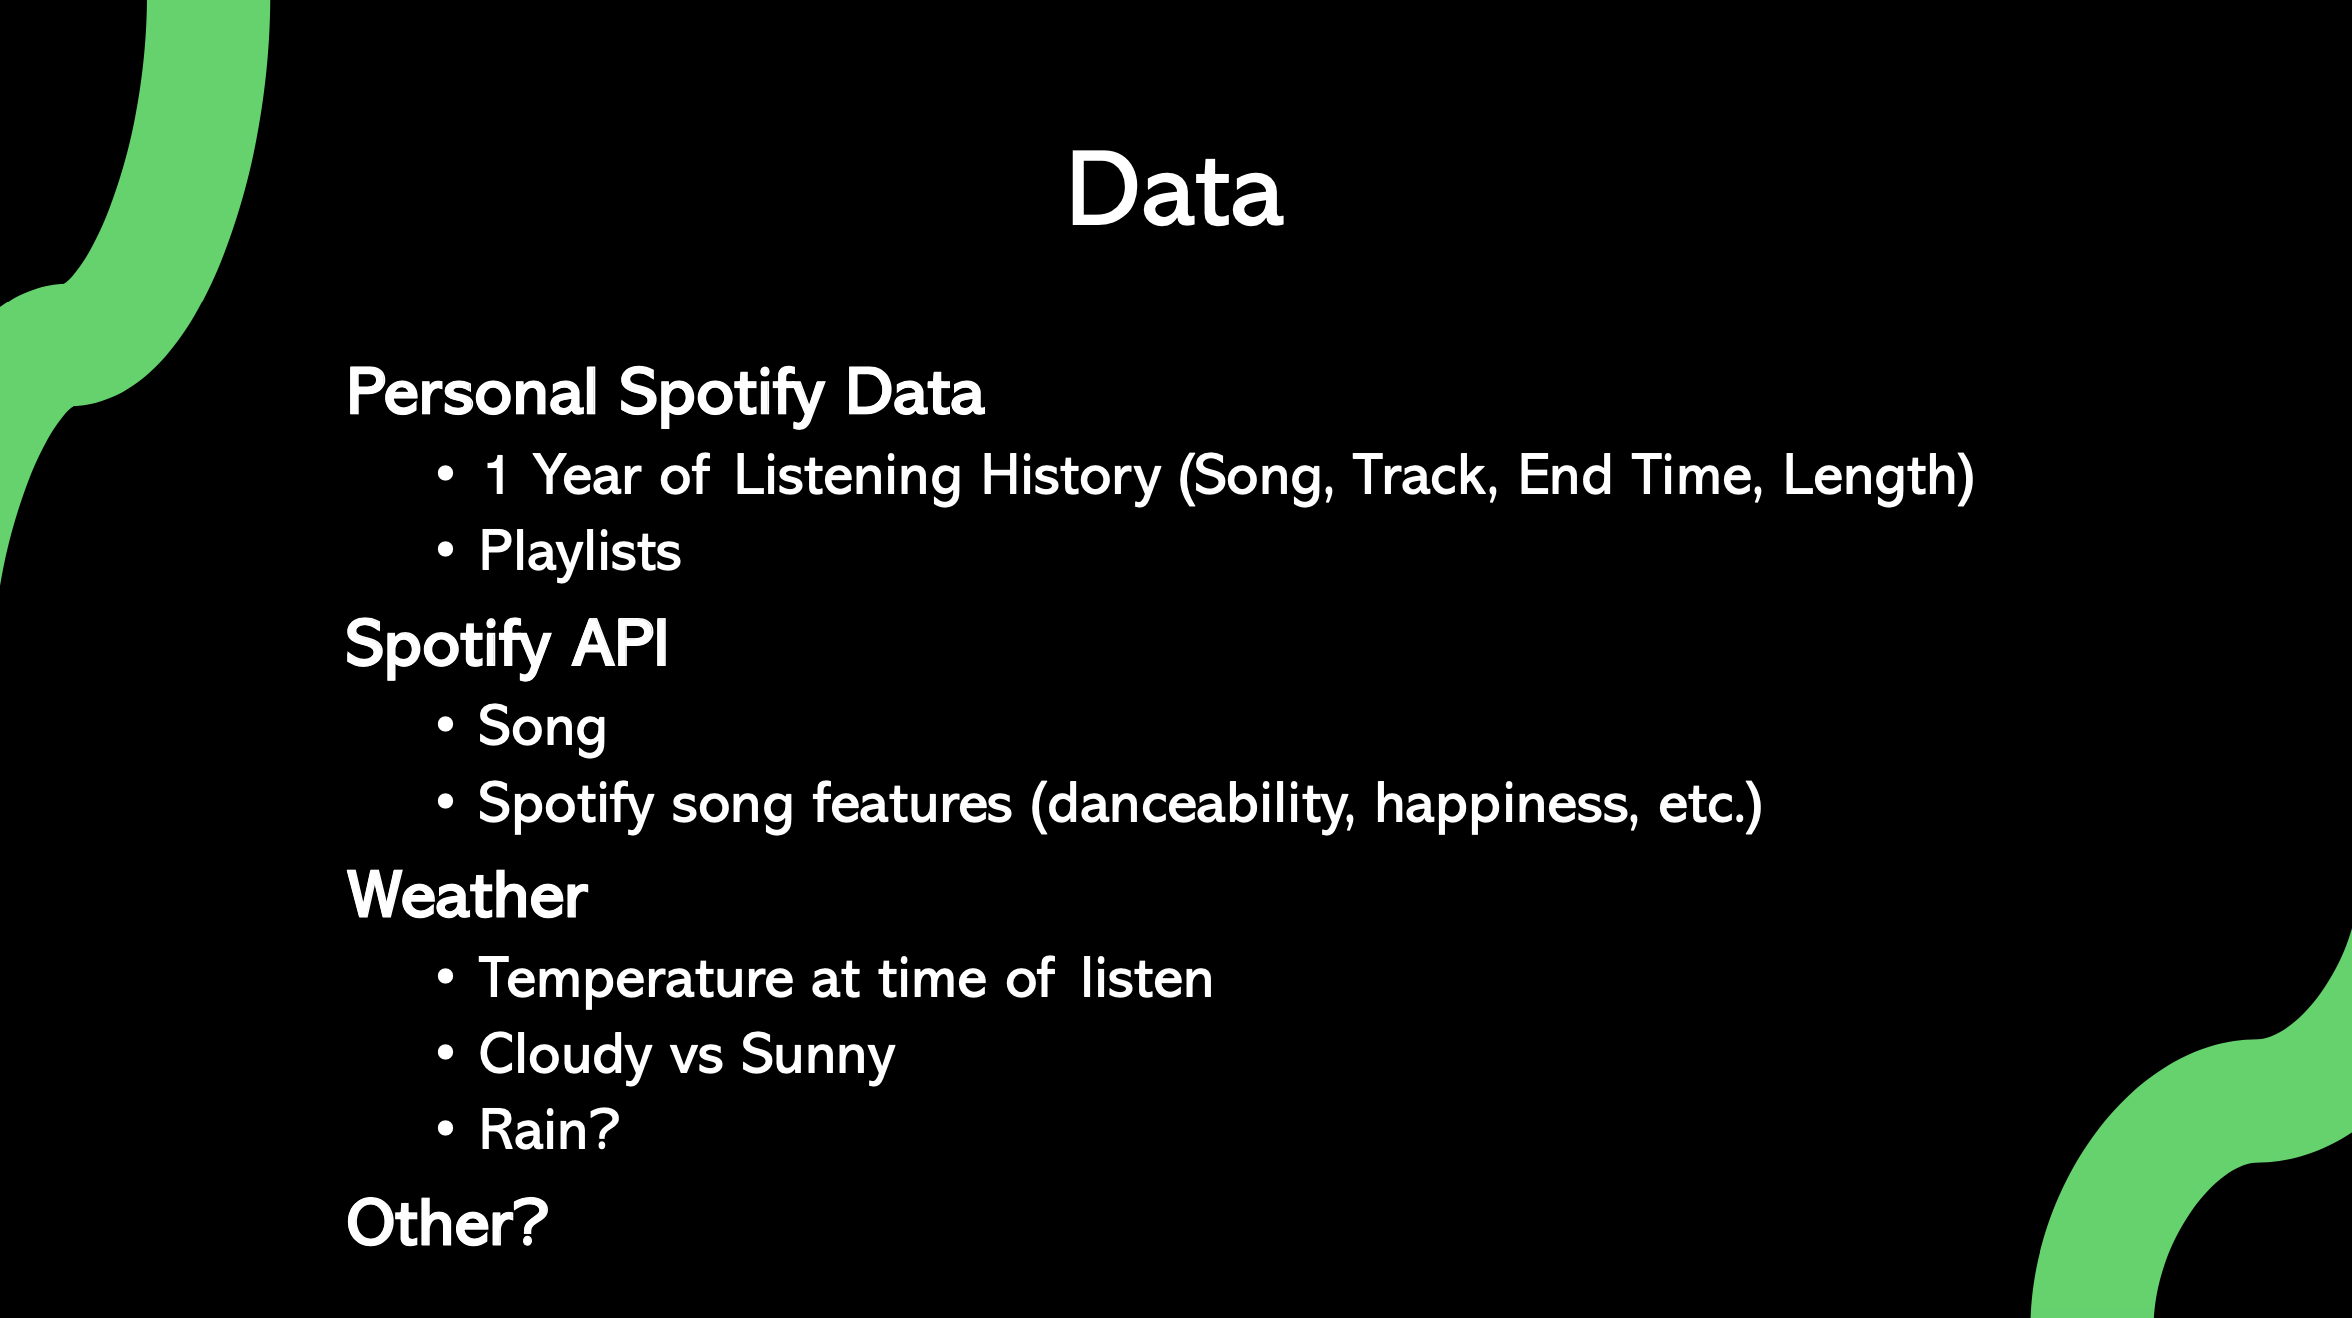 Data
Personal Spotify Data
• 1 Year of Listening History (Song, Track, End Time, Length)
• Playlists
Spotify API
• Song
• Spotify song features (danceability, happiness, etc.)
Weather
• Temperature at time of listen
• Cloudy vs Sunny
• Rain?
Other?